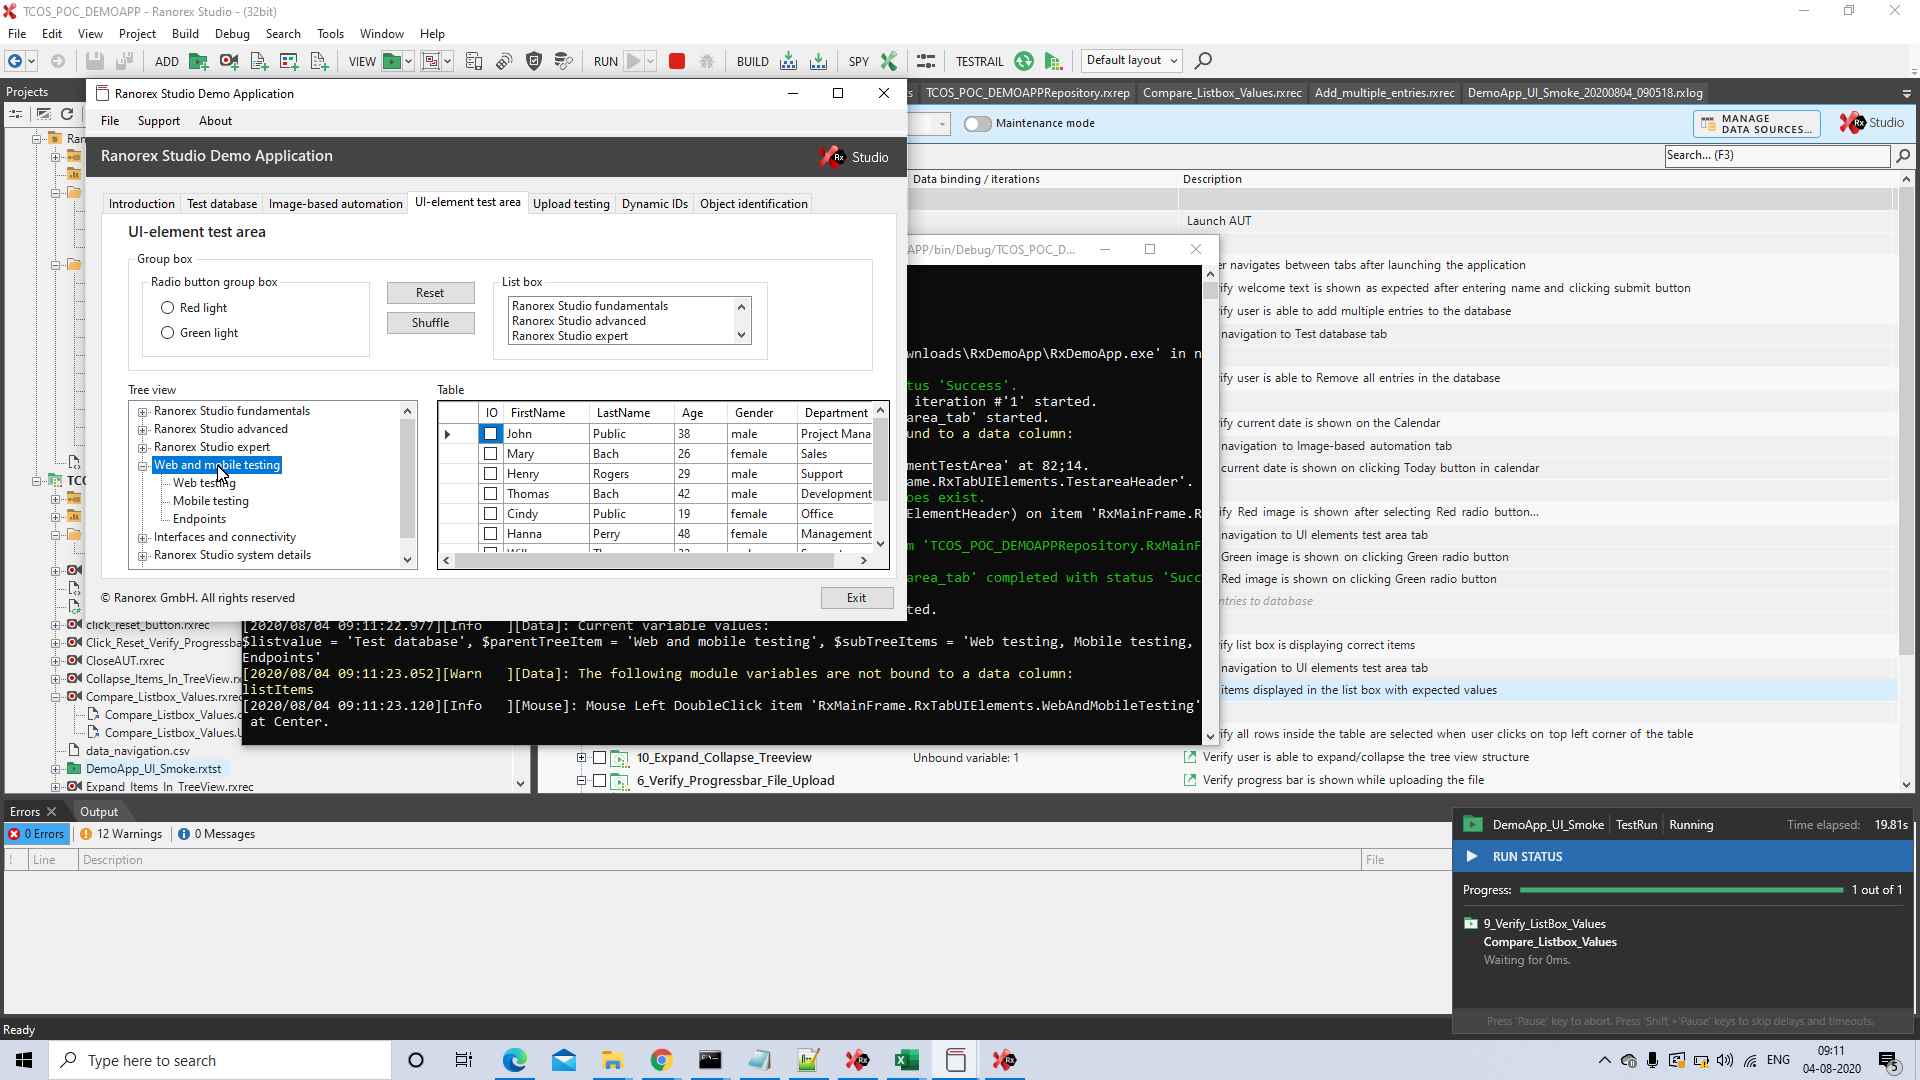 TCOS_POC_DEMOAPP - Ranorex Studio - (32bit)
File Edit View Project Build Debug Search Tools Window Help
ADD VIEW RUN BUILD SPY TESTRAIL Default layout
Projects
Ranorex Studio Demo Application
TCOS_POC_DEMOAPPRepository.rxrep Compare_Listbox_Values.rxrec Add_multiple_entries.rxrec DemoApp_UI_Smoke_20200804_090518.rxlog
File Support About
Maintenance mode
MANAGE
DATA SOURCES...
Rx Studio
Ranorex Studio Demo Application
Rx Studio
Search... (F3)
Data binding / iterations Description
Introduction Test database Image-based automation UI-element test area Upload testing Dynamic IDs Object identification
UI-element test area
Group box
Radio button group box
Red light
Green light
Reset
Shuffle
List box
Ranorex Studio fundamentals
Ranorex Studio advanced
Ranorex Studio expert
Tree view
Ranorex Studio fundamentals
Ranorex Studio advanced
Ranorex Studio expert
Web and mobile testing
Web testing
Mobile testing
Endpoints
Interfaces and connectivity
Ranorex Studio system details
Table
IO FirstName LastName Age Gender Department
John Public 38 male Project Mana
Mary Bach 26 female Sales
Henry Rogers 29 male Support
Thomas Bach 42 male Development
Cindy Public 19 female Office
Hanna Perry 48 female Management
© Ranorex GmbH. All rights reserved
Exit
APP/bin/Debug/TCOS_POC_D...
wnloads\RxDemoApp\RxDemoApp.exe' in n
tus 'Success'.
iteration #'1' started.
area_tab' started.
und to a data column:
mentTestArea' at 82;14.
ame.RxTabUIElements.TestareaHeader'.
oes exist.
ElementHeader) on item 'RxMainFrame.R
m 'TCOS_POC_DEMOAPPRepository.RxMainF
area_tab' completed with status 'Succ
ted.
[2020/08/04 09:11:22.977][Info ][Data]: Current variable values:
$listvalue = 'Test database', $parentTreeItem = 'Web and mobile testing', $subTreeItems = 'Web testing, Mobile testing,
Endpoints'
[2020/08/04 09:11:23.052][Warn ][Data]: The following module variables are not bound to a data column:
listItems
[2020/08/04 09:11:23.120][Info ][Mouse]: Mouse Left DoubleClick item 'RxMainFrame.RxTabUIElements.WebAndMobileTesting'
at Center.
Launch AUT
er navigates between tabs after launching the application
ify welcome text is shown as expected after entering name and clicking submit button
ify user is able to add multiple entries to the database
navigation to Test database tab
ify user is able to Remove all entries in the database
ify current date is shown on the Calendar
navigation to Image-based automation tab
current date is shown on clicking Today button in calendar
ify Red image is shown after selecting Red radio button...
navigation to UI elements test area tab
Green image is shown on clicking Green radio button
Red image is shown on clicking Green radio button
ntries to database
ify list box is displaying correct items
navigation to UI elements test area tab
items displayed in the list box with expected values
ify all rows inside the table are selected when user clicks on top left corner of the table
10_Expand_Collapse_Treeview Unbound variable: 1 Verify user is able to expand/collapse the tree view structure
6_Verify_Progressbar_File_Upload Verify progress bar is shown while uploading the file
Ran
TCO
click_reset_button.rxrec
Click_Reset_Verify_Progressba
CloseAUT.rxrec
Collapse_Items_In_TreeView.rx
Compare_Listbox_Values.rxrec
Compare_Listbox_Values.c
Compare_Listbox_Values.U
data_navigation.csv
DemoApp_UI_Smoke.rxtst
Expand_Items_In_TreeView.rxrec
Errors Output
0 Errors 12 Warnings 0 Messages
! Line Description File
DemoApp_UI_Smoke TestRun Running Time elapsed: 19.81s
RUN STATUS
Progress: 1 out of 1
9_Verify_ListBox_Values
Compare_Listbox_Values
Waiting for 0ms.
Press 'Pause' key to abort. Press 'Shift + Pause' keys to skip delays and timeouts.
Ready
Type here to search
ENG
09:11
04-08-2020
5